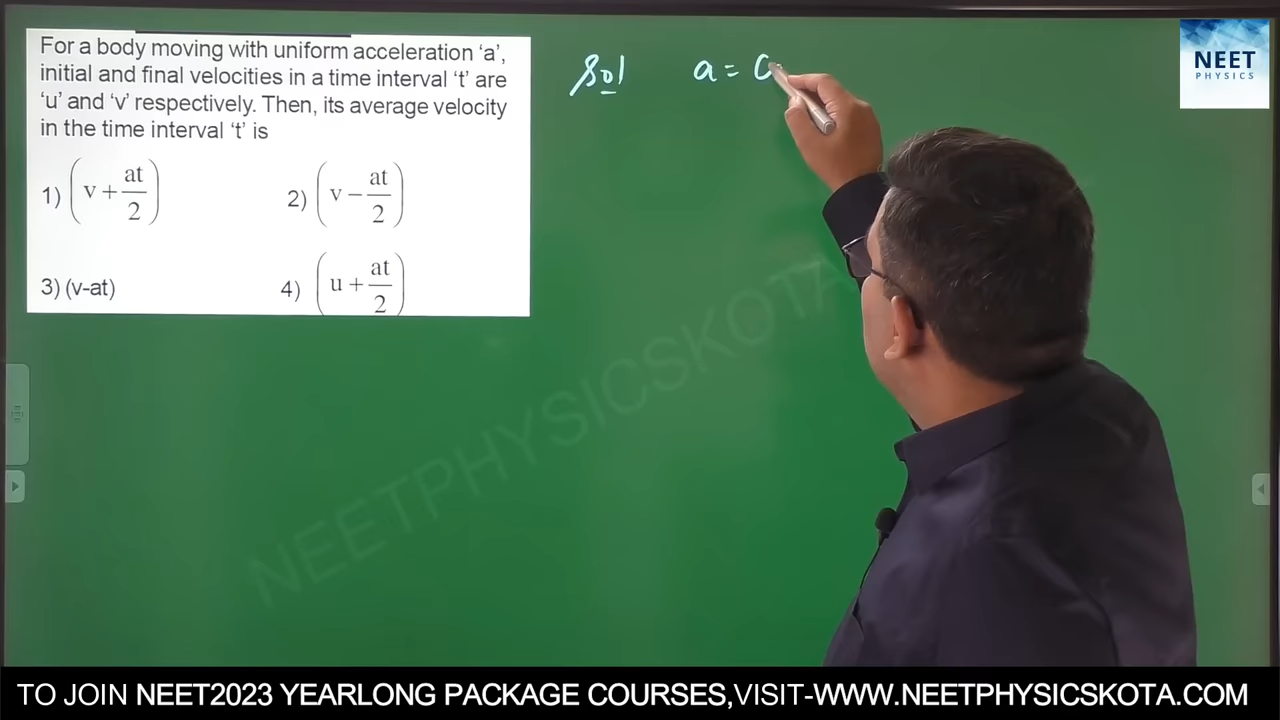 For a body moving with uniform acceleration ‘a’,
initial and final velocities in a time interval ‘t’ are
‘u’ and ‘v’ respectively. Then, its average velocity
in the time interval ‘t’ is
1) (v + at/2)
2) (v − at/2)
3) (v-at)
4) (u + at/2)
Sol a = C
NEET
PHYSICS
NEETPHYSICSKOTA
TO JOIN NEET2023 YEARLONG PACKAGE COURSES,VISIT-WWW.NEETPHYSICSKOTA.COM